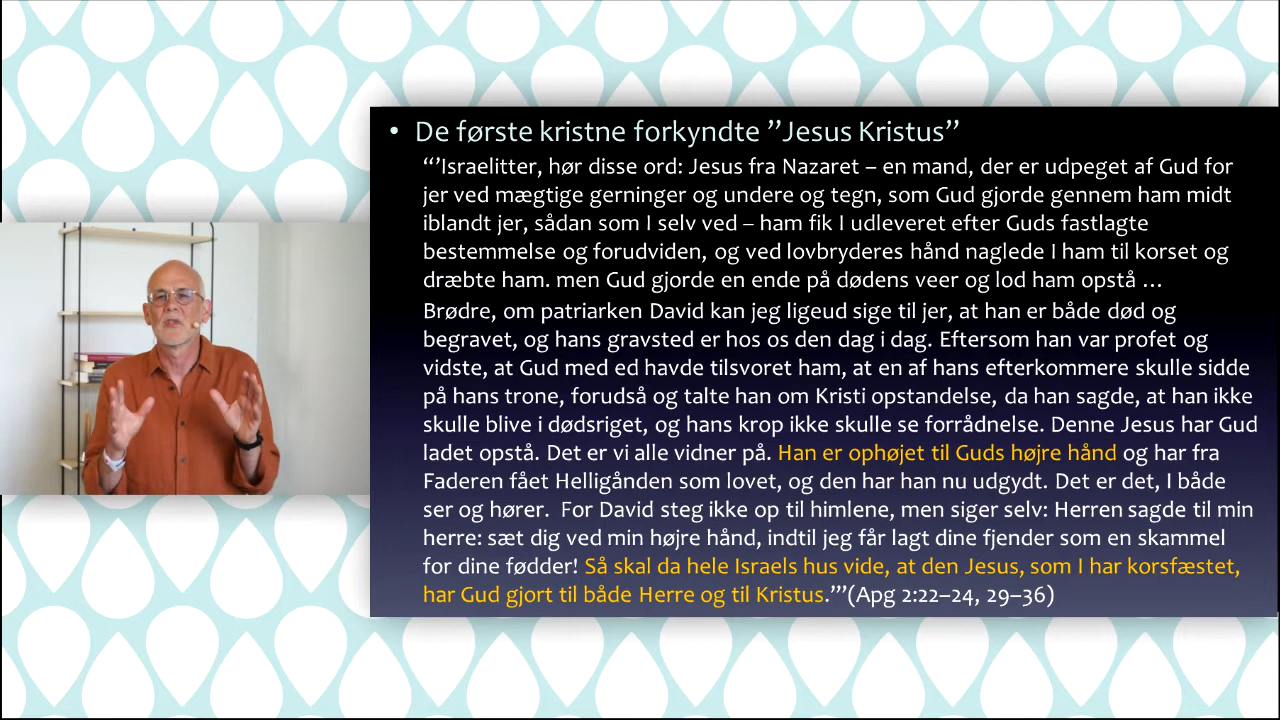 • De første kristne forkyndte ”Jesus Kristus”
“’Israelitter, hør disse ord: Jesus fra Nazaret – en mand, der er udpeget af Gud for
jer ved mægtige gerninger og undere og tegn, som Gud gjorde gennem ham midt
iblandt jer, sådan som I selv ved – ham fik I udleveret efter Guds fastlagte
bestemmelse og forudviden, og ved lovbryderes hånd naglede I ham til korset og
dræbte ham. men Gud gjorde en ende på dødens veer og lod ham opstå …
Brødre, om patriarken David kan jeg ligeud sige til jer, at han er både død og
begravet, og hans gravsted er hos os den dag i dag. Eftersom han var profet og
vidste, at Gud med ed havde tilsvoret ham, at en af hans efterkommere skulle sidde
på hans trone, forudså og talte han om Kristi opstandelse, da han sagde, at han ikke
skulle blive i dødsriget, og hans krop ikke skulle se forrådnelse. Denne Jesus har Gud
ladet opstå. Det er vi alle vidner på. Han er ophøjet til Guds højre hånd og har fra
Faderen fået Helligånden som lovet, og den har han nu udgydt. Det er det, I både
ser og hører. For David steg ikke op til himlene, men siger selv: Herren sagde til min
herre: sæt dig ved min højre hånd, indtil jeg får lagt dine fjender som en skammel
for dine fødder! Så skal da hele Israels hus vide, at den Jesus, som I har korsfæstet,
har Gud gjort til både Herre og til Kristus.’”(Apg 2:22–24, 29–36)